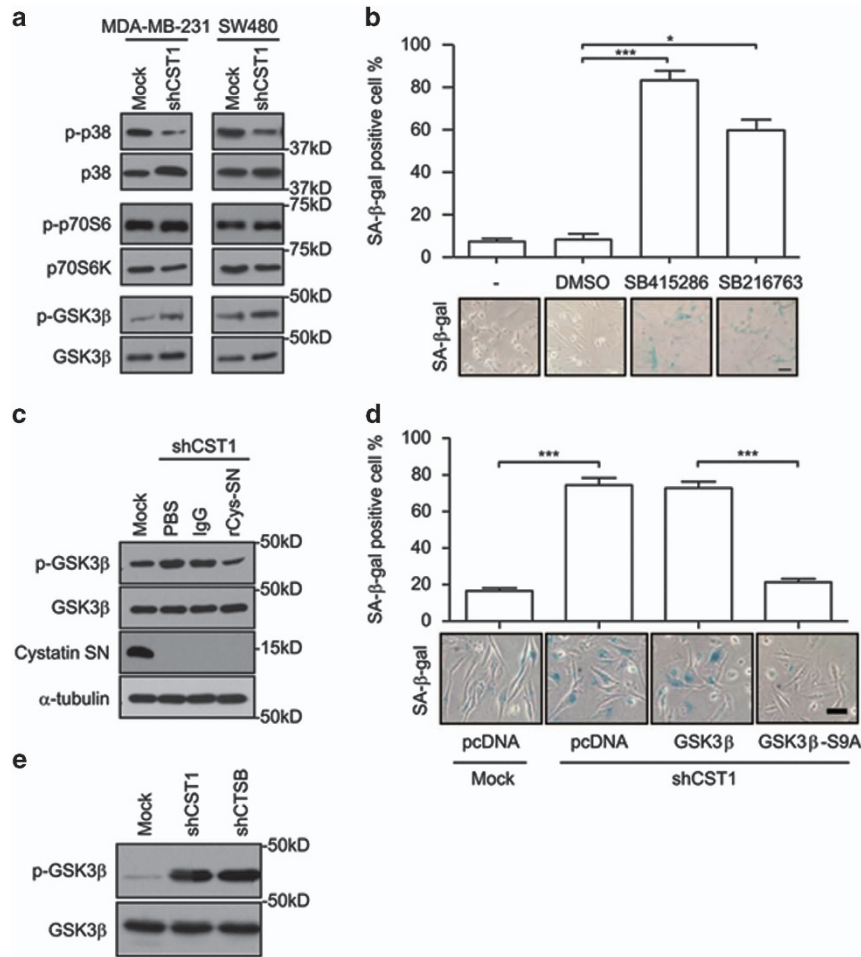 a
MDA-MB-231 SW480
Mock shCST1 Mock shCST1
p-p38
-37kD
p38
-37kD
-75kD
p-p70S6
-75kD
p70S6K
-50kD
p-GSK3β
-50kD
GSK3β
b
SA-β-gal positive cell %
100
80
60
40
20
0
*
***
- DMSO SB415286 SB216763
SA-β-gal
c
shCST1
Mock PBS IgG rCys-SN
-50kD
p-GSK3β
-50kD
GSK3β
Cystatin SN -15kD
α-tubulin
-50kD
d
SA-β-gal positive cell %
100
80
60
40
20
0
*** ***
SA-β-gal
pcDNA pcDNA GSK3β GSK3β-S9A
Mock shCST1
e
Mock shCST1 shCTSB
-50kD
p-GSK3β
-50kD
GSK3β